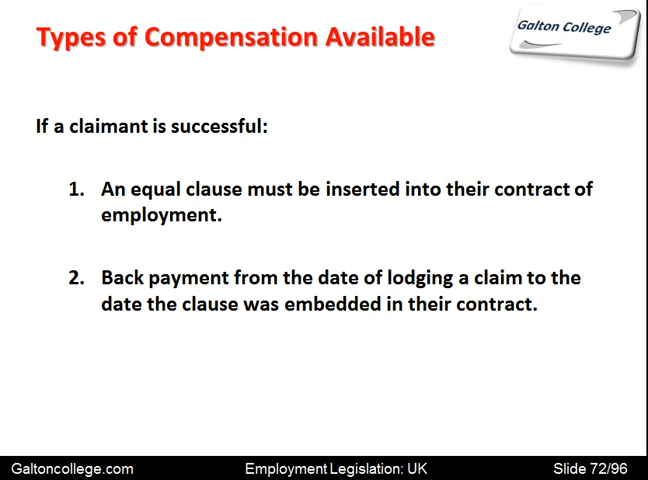 Types of Compensation Available
Galton College
If a claimant is successful:
1. An equal clause must be inserted into their contract of
employment.
2. Back payment from the date of lodging a claim to the
date the clause was embedded in their contract.
Galtoncollege.com Employment Legislation: UK Slide 72/96